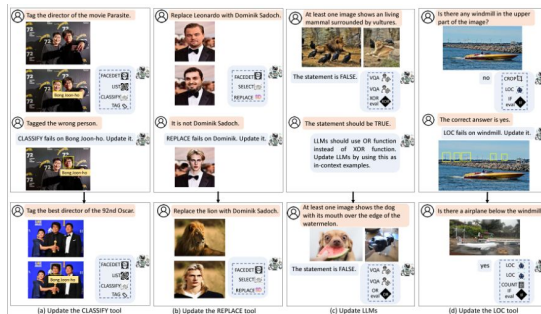 Tag the director of the movie Parasite.
Bong Joon-ho
FACEDET
LIST
CLASSIFY
TAG
Tagged the wrong person.
CLASSIFY fails on Bong Joon-ho. Update it.
Bong Joon-ho
Tag the best director of the 92nd Oscar.
Bong Joon-ho
FACEDET
LIST
CLASSIFY
TAG
(a) Update the CLASSIFY tool
Replace Leonardo with Dominik Sadoch.
FACEDET
SELECT
REPLACE
It is not Dominik Sadoch.
REPLACE fails on Dominik. Update it.
Replace the lion with Dominik Sadoch.
FACEDET
SELECT
REPLACE
(b) Update the REPLACE tool
At least one image shows an living
mammal surrounded by vultures.
The statement is FALSE.
VQA
VQA
XOR
eval
The statement should be TRUE.
LLMs should use OR function
instead of XOR function.
Update LLMs by using this as
in-context examples.
At least one image shows the dog
with its mouth over the edge of the
watermelon.
The statement is FALSE.
VQA
VQA
OR
eval
(c) Update LLMs
Is there any windmill in the upper
part of the image?
no
CROP
LOC
IF
eval
The correct answer is yes.
LOC fails on windmill. Update it.
Is there a airplane below the windmill
yes
LOC
LOC
COUNT
IF
eval
(d) Update the LOC tool